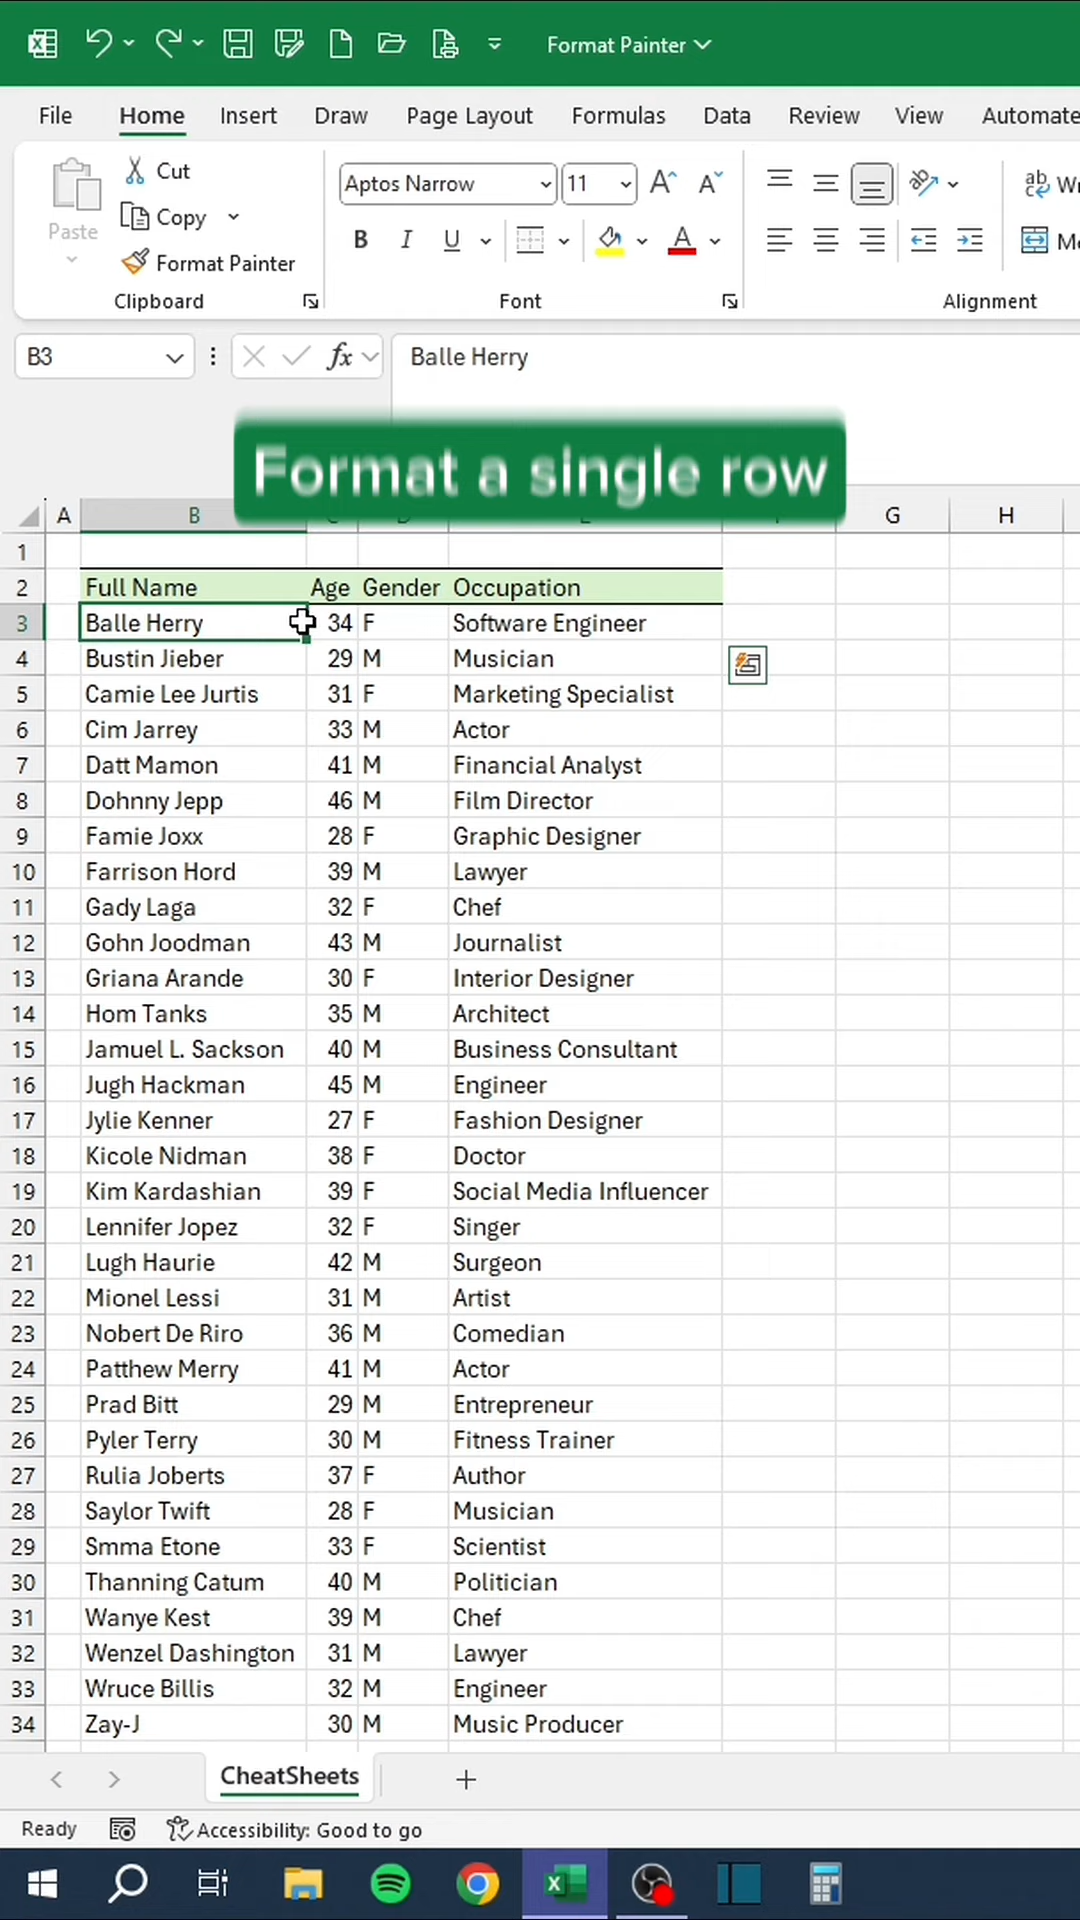 Format Painter
File Home Insert Draw Page Layout Formulas Data Review View Automate
Paste
Cut
Copy
Format Painter
Clipboard
Aptos Narrow 11
B I U A
Font
ab
Alignment
B3 fx Balle Herry
Format a single row
A B G H
1
2 Full Name Age Gender Occupation
3 Balle Herry 34 F Software Engineer
4 Bustin Jieber 29 M Musician
5 Camie Lee Jurtis 31 F Marketing Specialist
6 Cim Jarrey 33 M Actor
7 Datt Mamon 41 M Financial Analyst
8 Dohnny Jepp 46 M Film Director
9 Famie Joxx 28 F Graphic Designer
10 Farrison Hord 39 M Lawyer
11 Gady Laga 32 F Chef
12 Gohn Joodman 43 M Journalist
13 Griana Arande 30 F Interior Designer
14 Hom Tanks 35 M Architect
15 Jamuel L. Sackson 40 M Business Consultant
16 Jugh Hackman 45 M Engineer
17 Jylie Kenner 27 F Fashion Designer
18 Kicole Nidman 38 F Doctor
19 Kim Kardashian 39 F Social Media Influencer
20 Lennifer Jopez 32 F Singer
21 Lugh Haurie 42 M Surgeon
22 Mionel Lessi 31 M Artist
23 Nobert De Riro 36 M Comedian
24 Patthew Merry 41 M Actor
25 Prad Bitt 29 M Entrepreneur
26 Pyler Terry 30 M Fitness Trainer
27 Rulia Joberts 37 F Author
28 Saylor Twift 28 F Musician
29 Smma Etone 33 F Scientist
30 Thanning Catum 40 M Politician
31 Wanye Kest 39 M Chef
32 Wenzel Dashington 31 M Lawyer
33 Wruce Billis 32 M Engineer
34 Zay-J 30 M Music Producer
CheatSheets
Ready Accessibility: Good to go